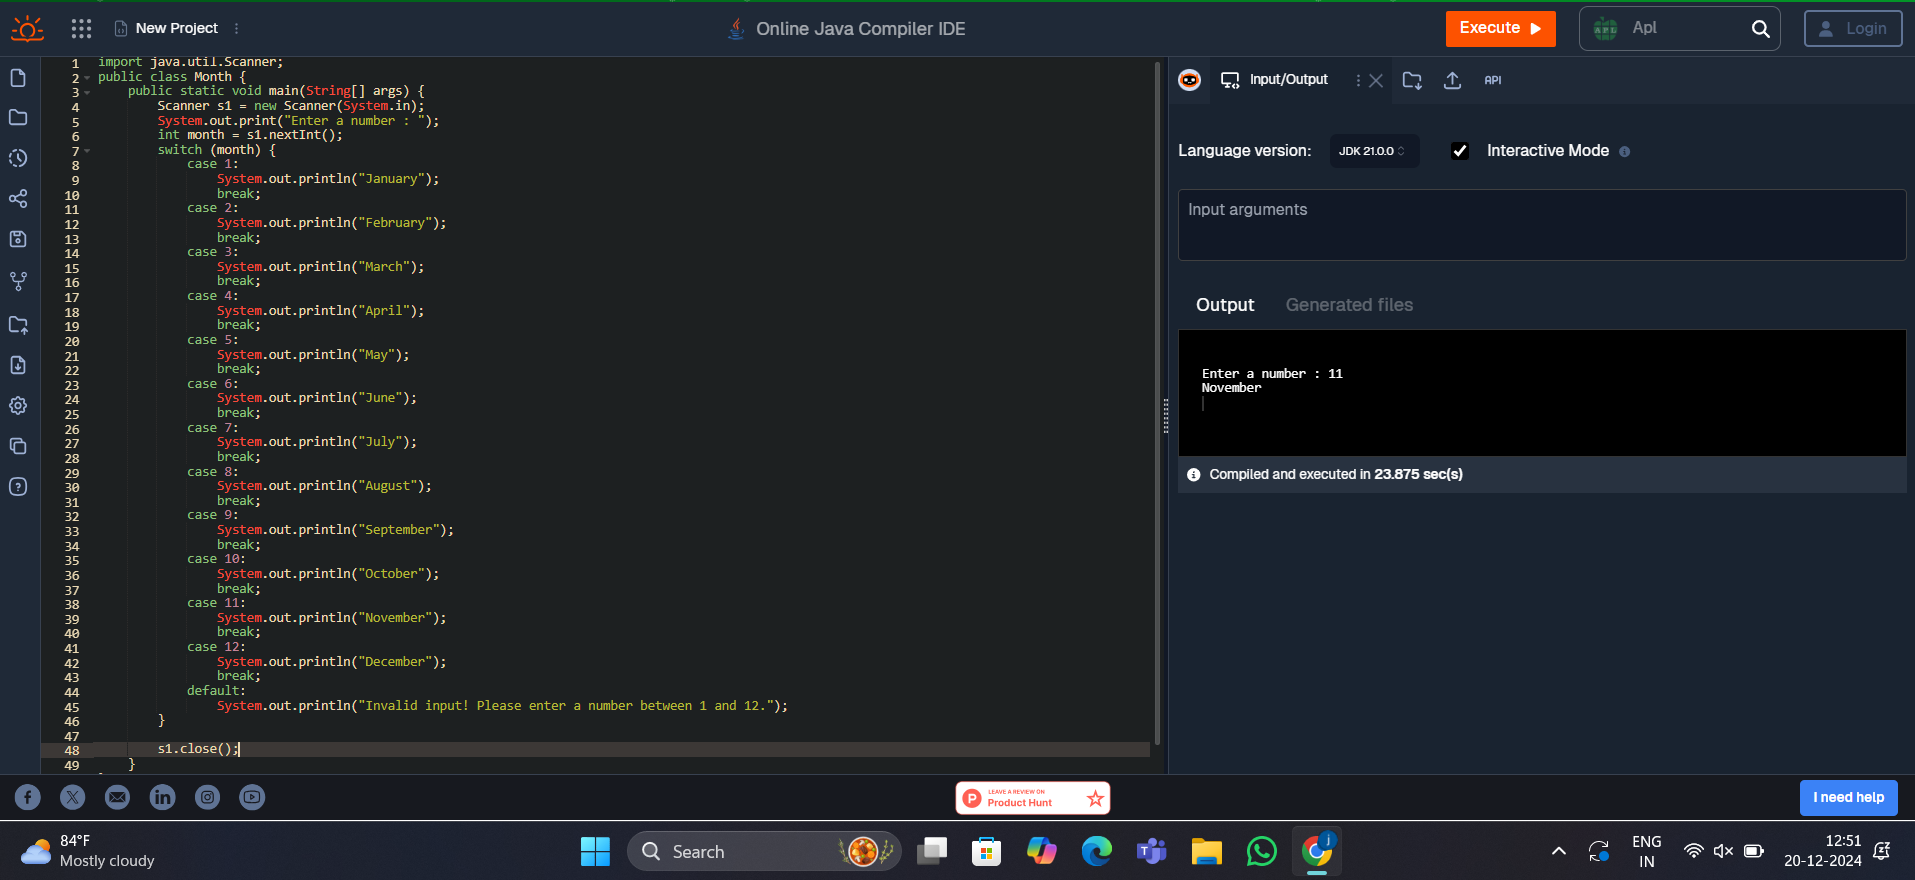 New Project
Online Java Compiler IDE
Execute
Apl
Login
1 import java.util.Scanner;
2 public class Month {
3     public static void main(String[] args) {
4         Scanner s1 = new Scanner(System.in);
5         System.out.print("Enter a number : ");
6         int month = s1.nextInt();
7         switch (month) {
8             case 1:
9                 System.out.println("January");
10                 break;
11             case 2:
12                 System.out.println("February");
13                 break;
14             case 3:
15                 System.out.println("March");
16                 break;
17             case 4:
18                 System.out.println("April");
19                 break;
20             case 5:
21                 System.out.println("May");
22                 break;
23             case 6:
24                 System.out.println("June");
25                 break;
26             case 7:
27                 System.out.println("July");
28                 break;
29             case 8:
30                 System.out.println("August");
31                 break;
32             case 9:
33                 System.out.println("September");
34                 break;
35             case 10:
36                 System.out.println("October");
37                 break;
38             case 11:
39                 System.out.println("November");
40                 break;
41             case 12:
42                 System.out.println("December");
43                 break;
44             default:
45                 System.out.println("Invalid input! Please enter a number between 1 and 12.");
46         }
47
48         s1.close();
49     }
Input/Output
API
Language version:
JDK 21.0.0
Interactive Mode
Input arguments
Output
Generated files
Enter a number : 11
November
Compiled and executed in 23.875 sec(s)
LEAVE A REVIEW ON
Product Hunt
I need help
84°F
Mostly cloudy
Search
ENG
IN
12:51
20-12-2024